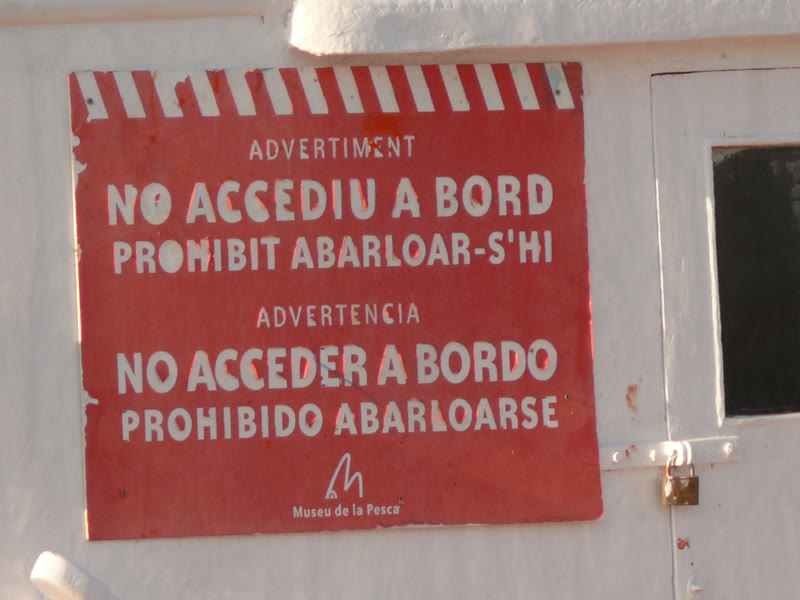 ADVERTIMENT
NO ACCEDIU A BORD
PROHIBIT ABARLOAR-S'HI
ADVERTENCIA
NO ACCEDER A BORDO
PROHIBIDO ABARLOARSE
Museu de la Pesca